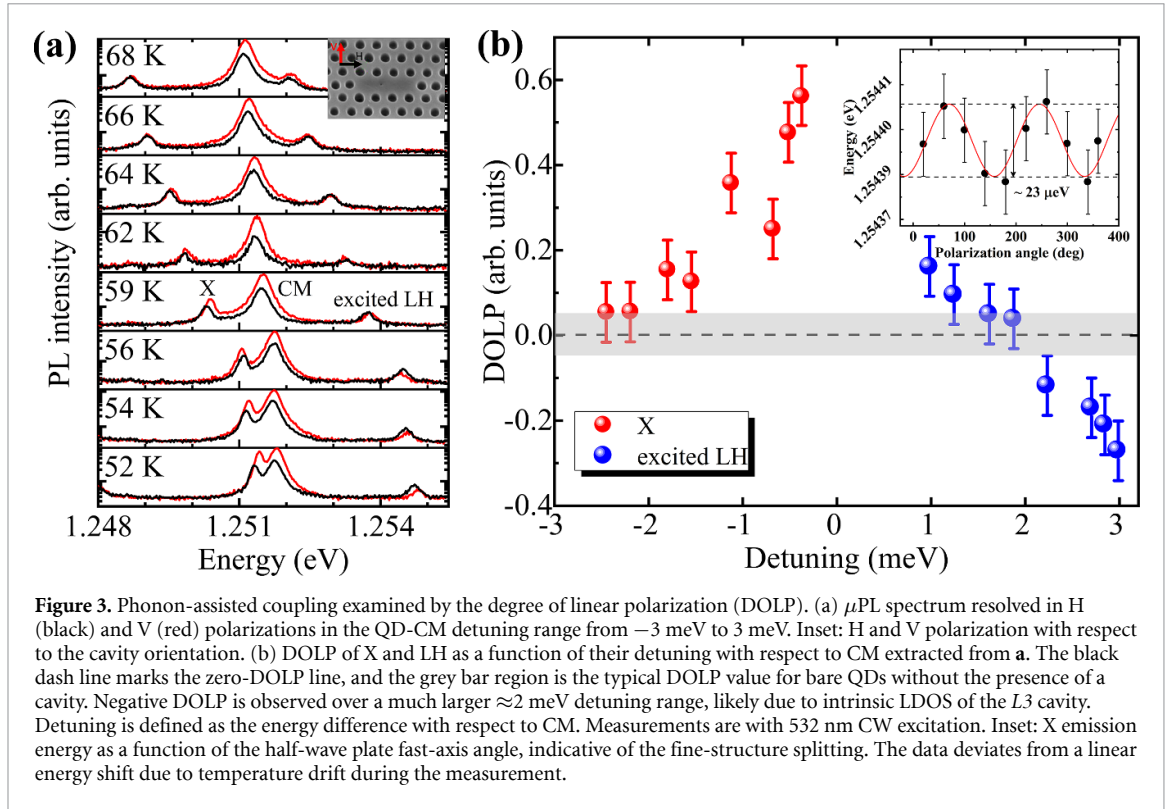 (a)
68 K
V
H
66 K
64 K
62 K
59 K
X
CM
excited LH
56 K
54 K
52 K
PL intensity (arb. units)
1.248
1.251
1.254
Energy (eV)
(b)
DOLP (arb. units)
0.6
0.4
0.2
0.0
-0.2
-0.4
X
excited LH
-3
-2
-1
0
1
2
3
Detuning (meV)
Energy (eV)
1.25441
1.25440
1.25439
1.25437
~ 23 μeV
0
100
200
300
400
Polarization angle (deg)
Figure 3. Phonon-assisted coupling examined by the degree of linear polarization (DOLP). (a) μPL spectrum resolved in H
(black) and V (red) polarizations in the QD-CM detuning range from −3 meV to 3 meV. Inset: H and V polarization with respect
to the cavity orientation. (b) DOLP of X and LH as a function of their detuning with respect to CM extracted from a. The black
dash line marks the zero-DOLP line, and the grey bar region is the typical DOLP value for bare QDs without the presence of a
cavity. Negative DOLP is observed over a much larger ≈2 meV detuning range, likely due to intrinsic LDOS of the L3 cavity.
Detuning is defined as the energy difference with respect to CM. Measurements are with 532 nm CW excitation. Inset: X emission
energy as a function of the half-wave plate fast-axis angle, indicative of the fine-structure splitting. The data deviates from a linear
energy shift due to temperature drift during the measurement.